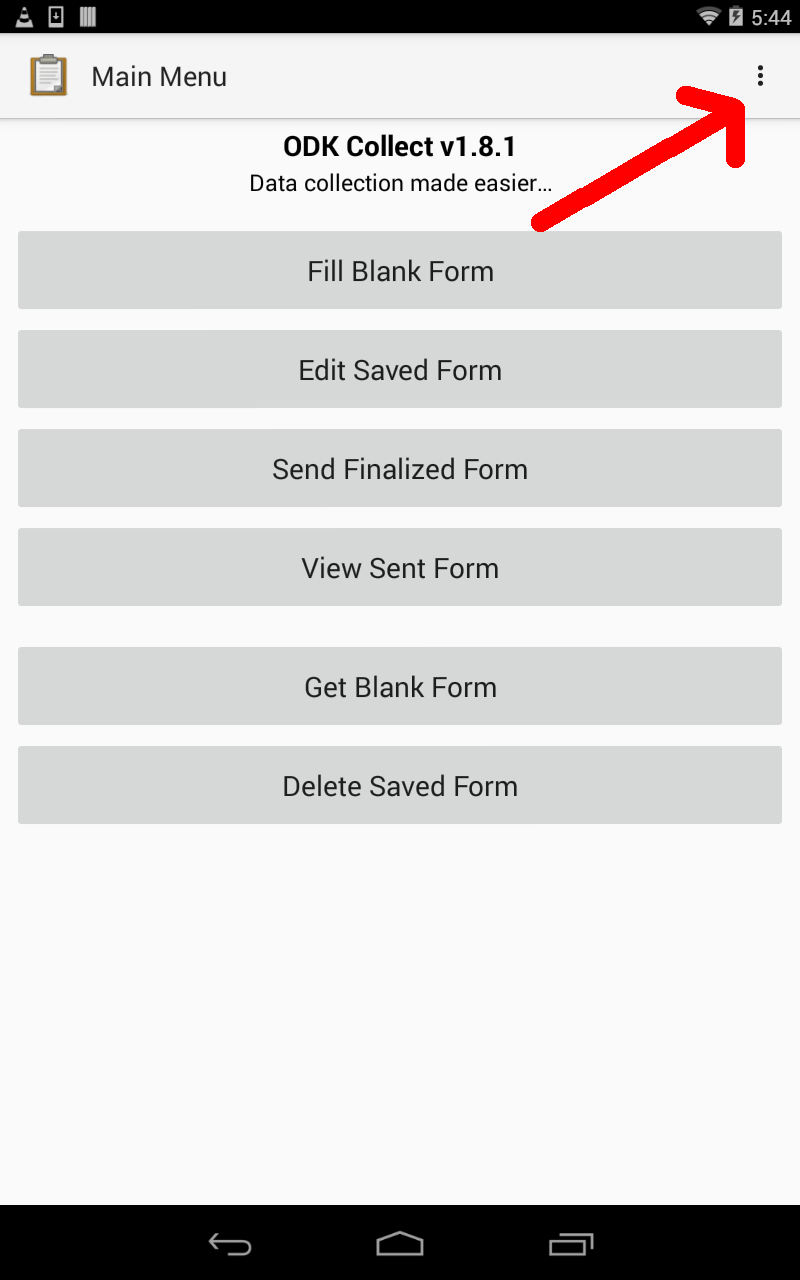 5:44
Main Menu
ODK Collect v1.8.1
Data collection made easier...
Fill Blank Form
Edit Saved Form
Send Finalized Form
View Sent Form
Get Blank Form
Delete Saved Form